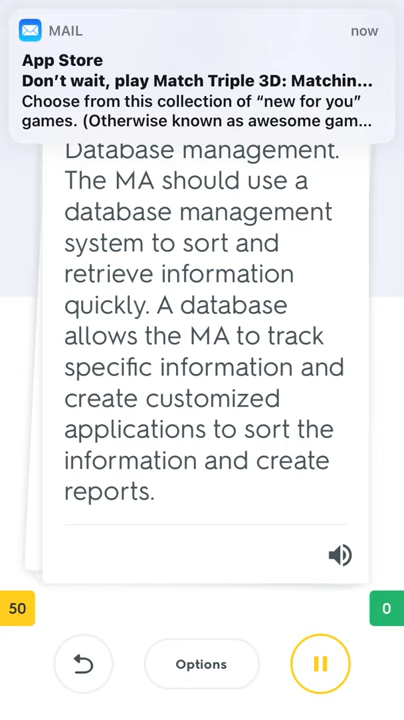 MAIL
now
App Store
Don’t wait, play Match Triple 3D: Matchin...
Choose from this collection of “new for you”
games. (Otherwise known as awesome gam...
Database management.
The MA should use a
database management
system to sort and
retrieve information
quickly. A database
allows the MA to track
specific information and
create customized
applications to sort the
information and create
reports.
50
0
Options